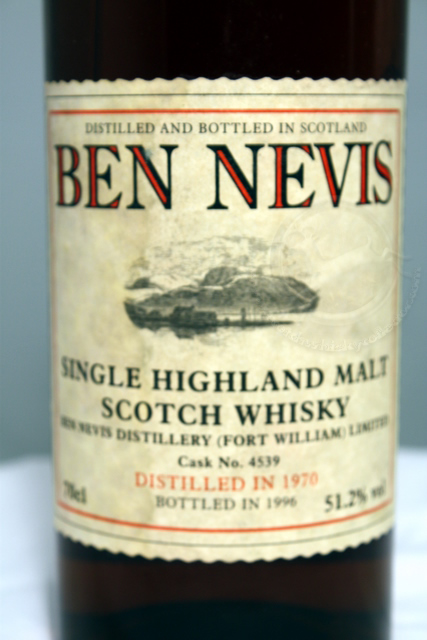 DISTILLED AND BOTTLED IN SCOTLAND
BEN NEVIS
SINGLE HIGHLAND MALT
SCOTCH WHISKY
BEN NEVIS DISTILLERY (FORT WILLIAM) LIMITED
Cask No. 4539
DISTILLED IN 1970
70cl BOTTLED IN 1996 51.2% vol